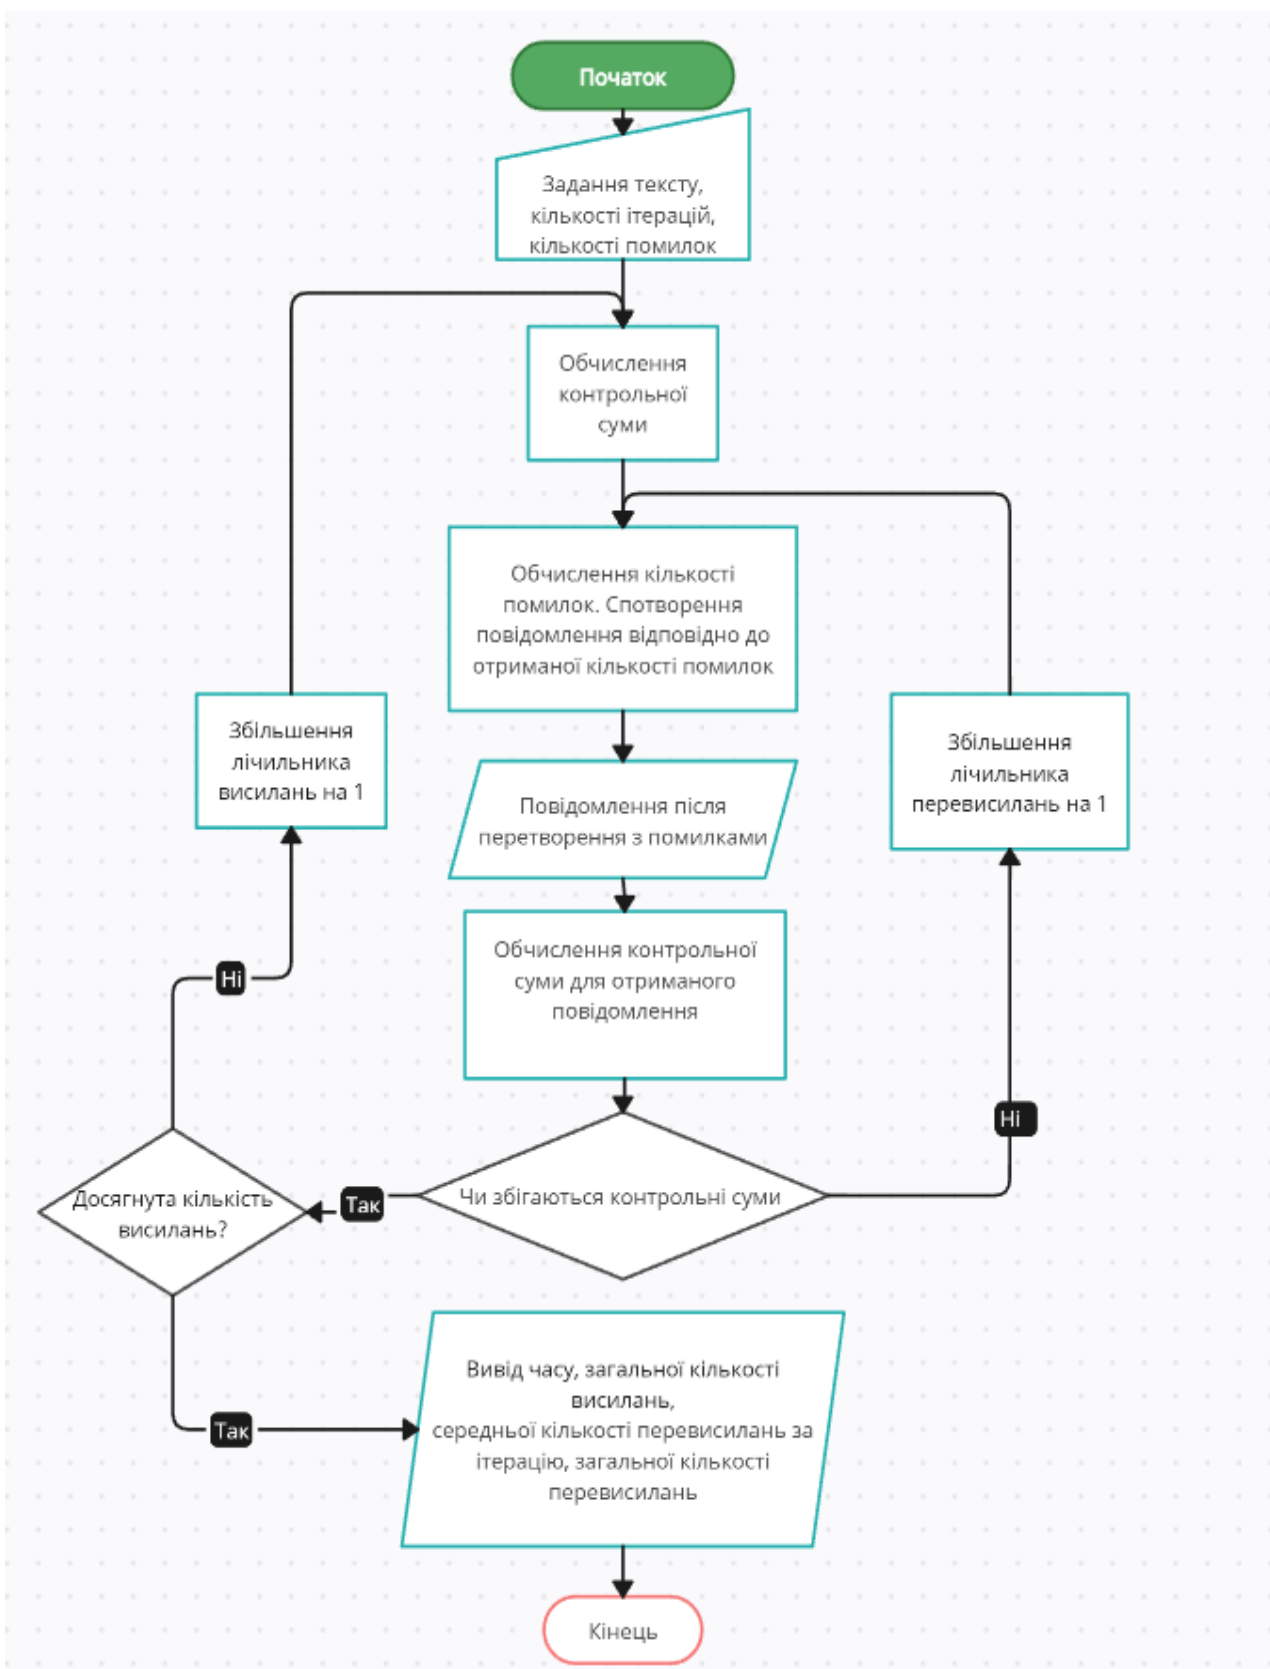 Початок
Задання тексту,
кількості ітерацій,
кількості помилок
Обчислення
контрольної
суми
Обчислення кількості
помилок. Спотворення
повідомлення відповідно до
отриманої кількості помилок
Збільшення
лічильника
висилань на 1
Збільшення
лічильника
перевисилань на 1
Повідомлення після
перетворення з помилками
Обчислення контрольної
суми для отриманого
повідомлення
Ні
Ні
Досягнута кількість
висилань?
Так
Чи збігаються контрольні суми
Вивід часу, загальної кількості
висилань,
середньої кількості перевисилань за
ітерацію, загальної кількості
перевисилань
Так
Кінець